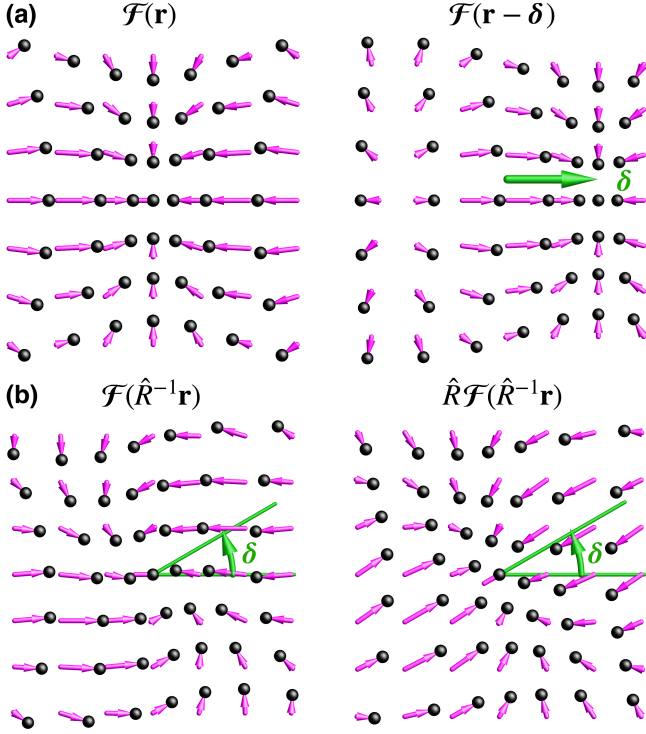 (a) 𝓕(𝐫) 𝓕(𝐫 − 𝜹)
𝜹
(b) 𝓕(R̂⁻¹𝐫) R̂𝓕(R̂⁻¹𝐫)
𝜹 𝜹